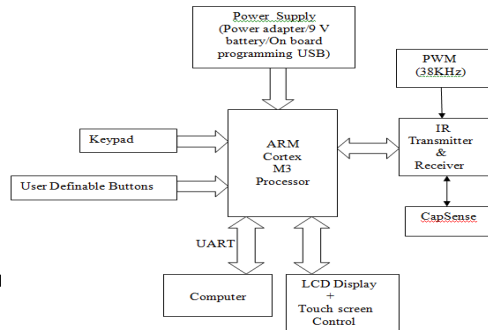 Power Supply
(Power adapter/9 V
battery/On board
programming USB)
PWM
(38KHz)
Keypad
ARM
Cortex
M3
Processor
IR
Transmitter
&
Receiver
User Definable Buttons
CapSense
UART
Computer
LCD Display
+
Touch screen
Control